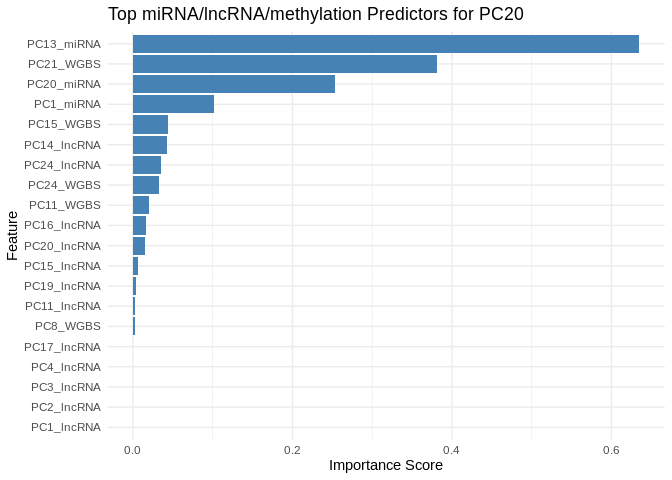 Top miRNA/lncRNA/methylation Predictors for PC20
Feature
PC13_miRNA
PC21_WGBS
PC20_miRNA
PC1_miRNA
PC15_WGBS
PC14_lncRNA
PC24_lncRNA
PC24_WGBS
PC11_WGBS
PC16_lncRNA
PC20_lncRNA
PC15_lncRNA
PC19_lncRNA
PC11_lncRNA
PC8_WGBS
PC17_lncRNA
PC4_lncRNA
PC3_lncRNA
PC2_lncRNA
PC1_lncRNA
0.0 0.2 0.4 0.6
Importance Score